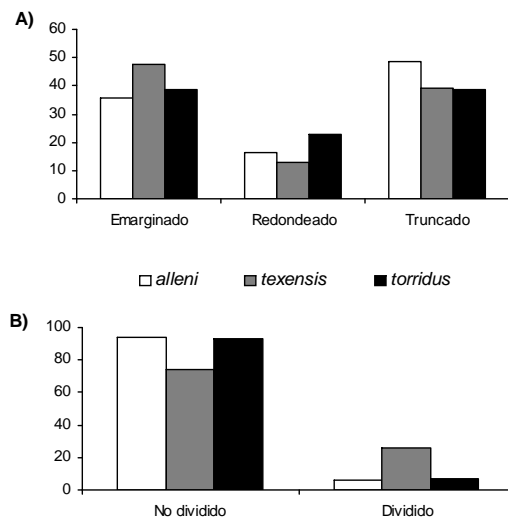 A)
60
50
40
30
20
10
0
Emarginado Redondeado Truncado
alleni texensis torridus
B)
100
80
60
40
20
0
No dividido Dividido